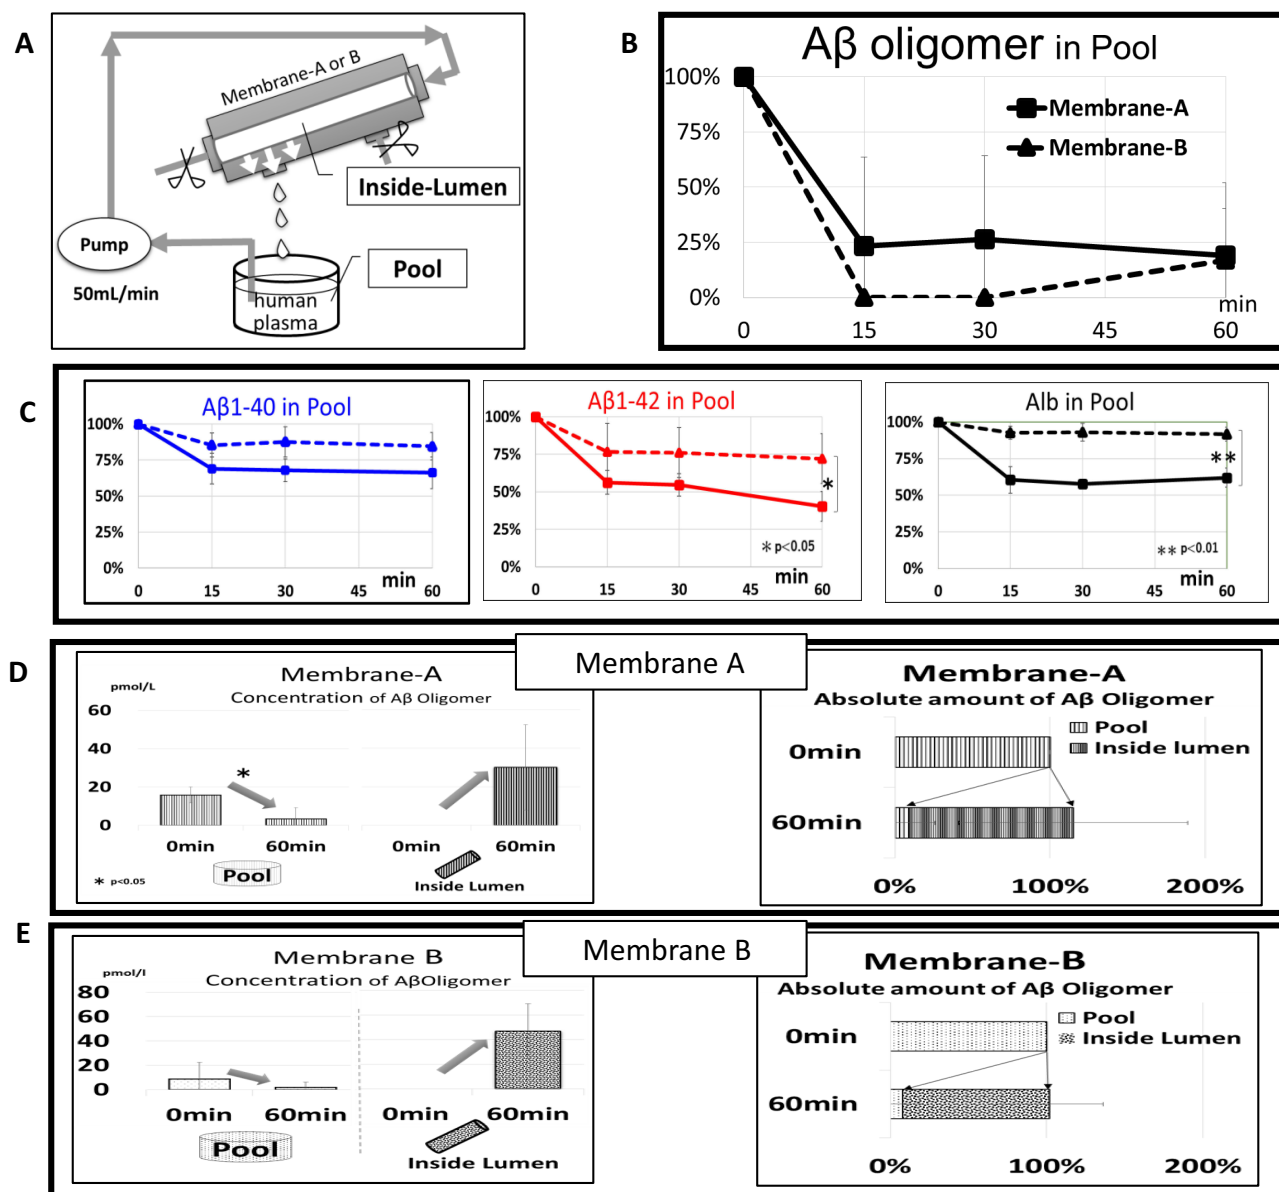 A
Membrane-A or B
Inside-Lumen
Pump
Pool
50mL/min
human
plasma
B
Aβ oligomer in Pool
100%
75%
50%
25%
0%
Membrane-A
Membrane-B
min
0 15 30 45 60
C
Aβ1-40 in Pool
100%
75%
50%
25%
0%
min
0 15 30 45 60
Aβ1-42 in Pool
100%
75%
50%
25%
0%
*
* p<0.05
min
0 15 30 45 60
Alb in Pool
100%
75%
50%
25%
0%
**
** p<0.01
min
0 15 30 45 60
D
Membrane A
Membrane-A
Concentration of Aβ Oligomer
pmol/L
60
40
20
0
*
0min 60min 0min 60min
Pool
Inside Lumen
* p<0.05
Membrane-A
Absolute amount of Aβ Oligomer
Pool
Inside lumen
0min
60min
0% 100% 200%
E
Membrane B
Membrane B
Concentration of AβOligomer
pmol/l
80
60
40
20
0
0min 60min 0min 60min
Pool
Inside Lumen
Membrane-B
Absolute amount of Aβ Oligomer
Pool
Inside Lumen
0min
60min
0% 100% 200%